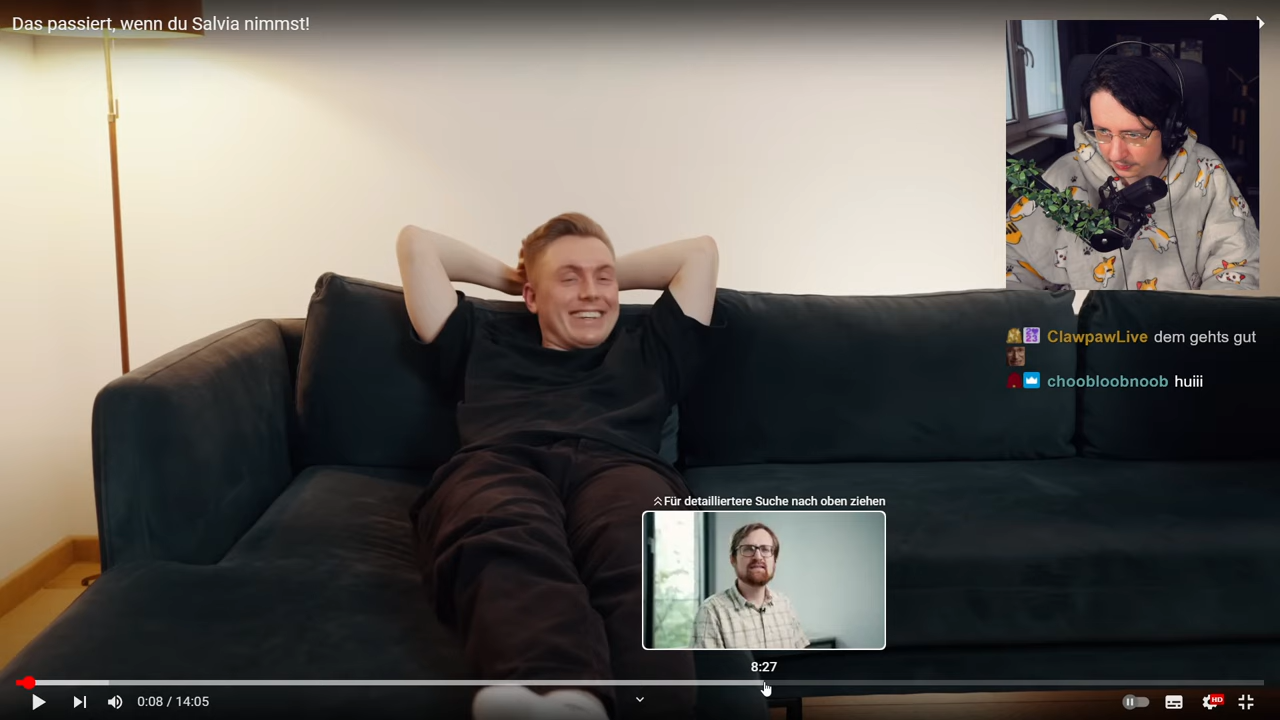 Das passiert, wenn du Salvia nimmst!
ClawpawLive dem gehts gut
choobloobnoob huiii
Für detailliertere Suche nach oben ziehen
8:27
0:08 / 14:05
HD